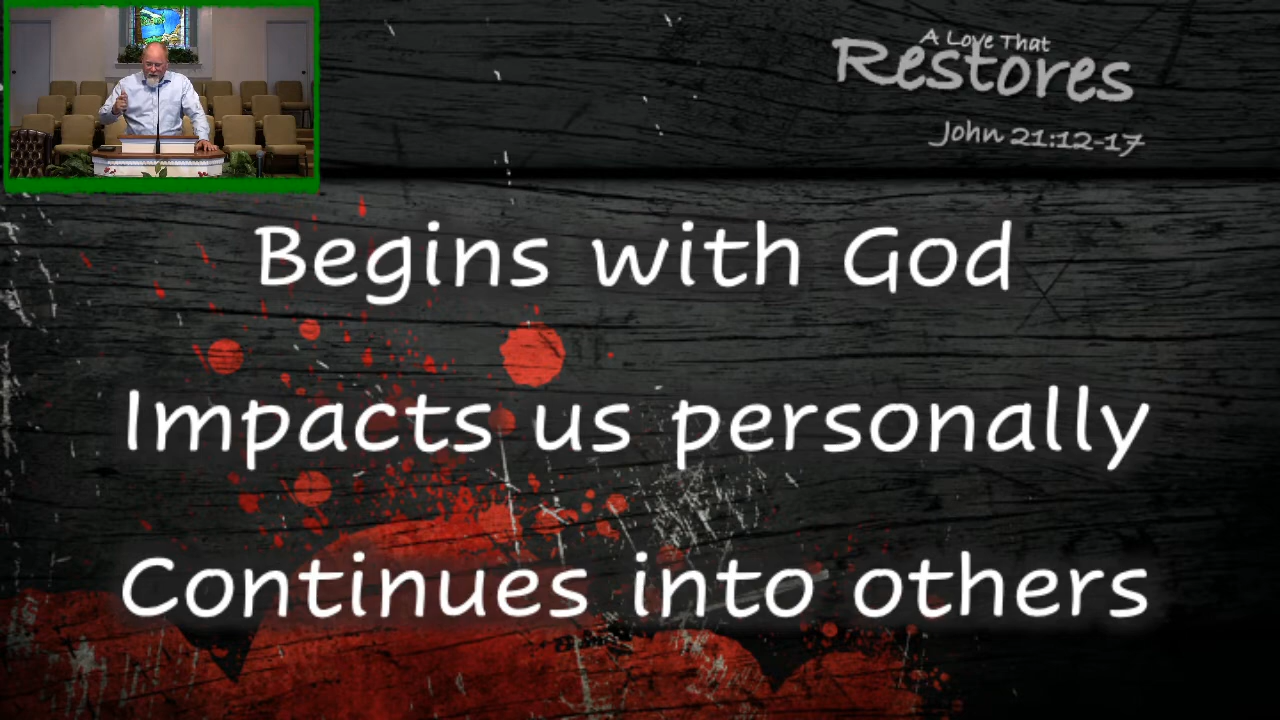 A Love That
Restores
John 21:12-17
Begins with God
Impacts us personally
Continues into others